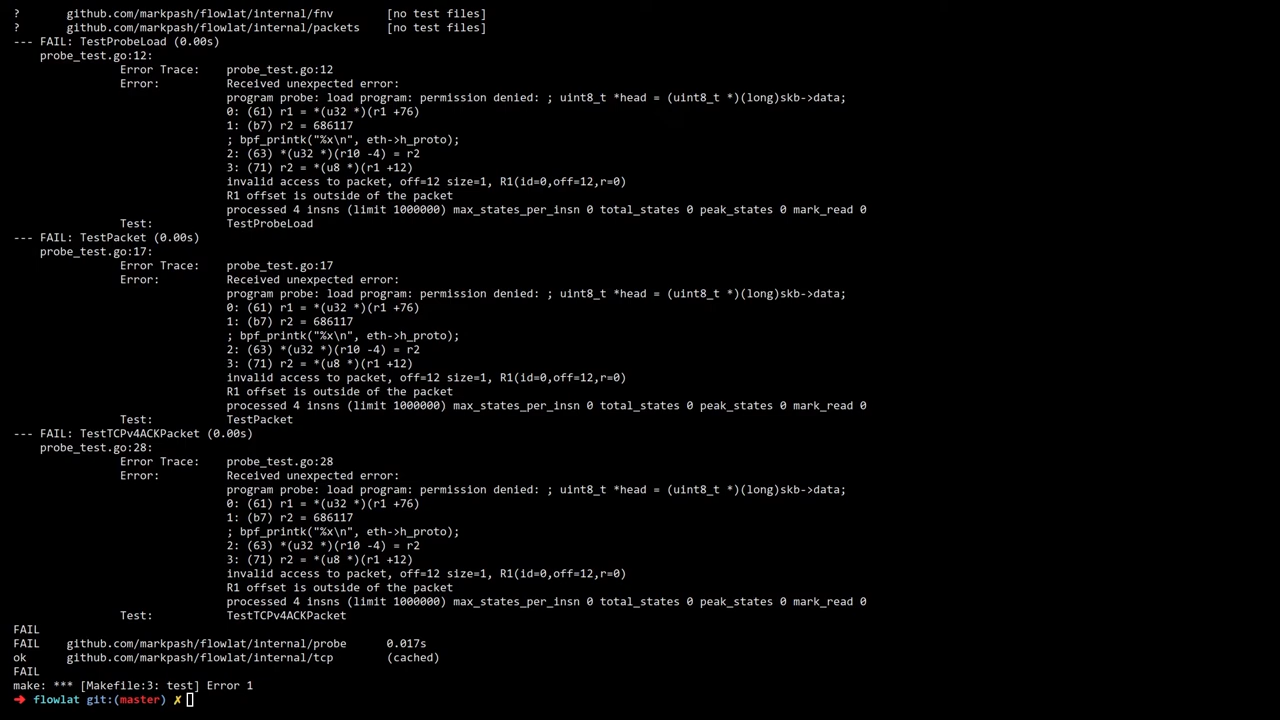 ?       github.com/markpash/flowlat/internal/fnv        [no test files]
?       github.com/markpash/flowlat/internal/packets    [no test files]
--- FAIL: TestProbeLoad (0.00s)
    probe_test.go:12:
                Error Trace:    probe_test.go:12
                Error:          Received unexpected error:
                                program probe: load program: permission denied: ; uint8_t *head = (uint8_t *)(long)skb->data;
                                0: (61) r1 = *(u32 *)(r1 +76)
                                1: (b7) r2 = 686117
                                ; bpf_printk("%x\n", eth->h_proto);
                                2: (63) *(u32 *)(r10 -4) = r2
                                3: (71) r2 = *(u8 *)(r1 +12)
                                invalid access to packet, off=12 size=1, R1(id=0,off=12,r=0)
                                R1 offset is outside of the packet
                                processed 4 insns (limit 1000000) max_states_per_insn 0 total_states 0 peak_states 0 mark_read 0
                Test:           TestProbeLoad
--- FAIL: TestPacket (0.00s)
    probe_test.go:17:
                Error Trace:    probe_test.go:17
                Error:          Received unexpected error:
                                program probe: load program: permission denied: ; uint8_t *head = (uint8_t *)(long)skb->data;
                                0: (61) r1 = *(u32 *)(r1 +76)
                                1: (b7) r2 = 686117
                                ; bpf_printk("%x\n", eth->h_proto);
                                2: (63) *(u32 *)(r10 -4) = r2
                                3: (71) r2 = *(u8 *)(r1 +12)
                                invalid access to packet, off=12 size=1, R1(id=0,off=12,r=0)
                                R1 offset is outside of the packet
                                processed 4 insns (limit 1000000) max_states_per_insn 0 total_states 0 peak_states 0 mark_read 0
                Test:           TestPacket
--- FAIL: TestTCPv4ACKPacket (0.00s)
    probe_test.go:28:
                Error Trace:    probe_test.go:28
                Error:          Received unexpected error:
                                program probe: load program: permission denied: ; uint8_t *head = (uint8_t *)(long)skb->data;
                                0: (61) r1 = *(u32 *)(r1 +76)
                                1: (b7) r2 = 686117
                                ; bpf_printk("%x\n", eth->h_proto);
                                2: (63) *(u32 *)(r10 -4) = r2
                                3: (71) r2 = *(u8 *)(r1 +12)
                                invalid access to packet, off=12 size=1, R1(id=0,off=12,r=0)
                                R1 offset is outside of the packet
                                processed 4 insns (limit 1000000) max_states_per_insn 0 total_states 0 peak_states 0 mark_read 0
                Test:           TestTCPv4ACKPacket
FAIL
FAIL    github.com/markpash/flowlat/internal/probe      0.017s
ok      github.com/markpash/flowlat/internal/tcp        (cached)
FAIL
make: *** [Makefile:3: test] Error 1
➜ flowlat git:(master) ✗